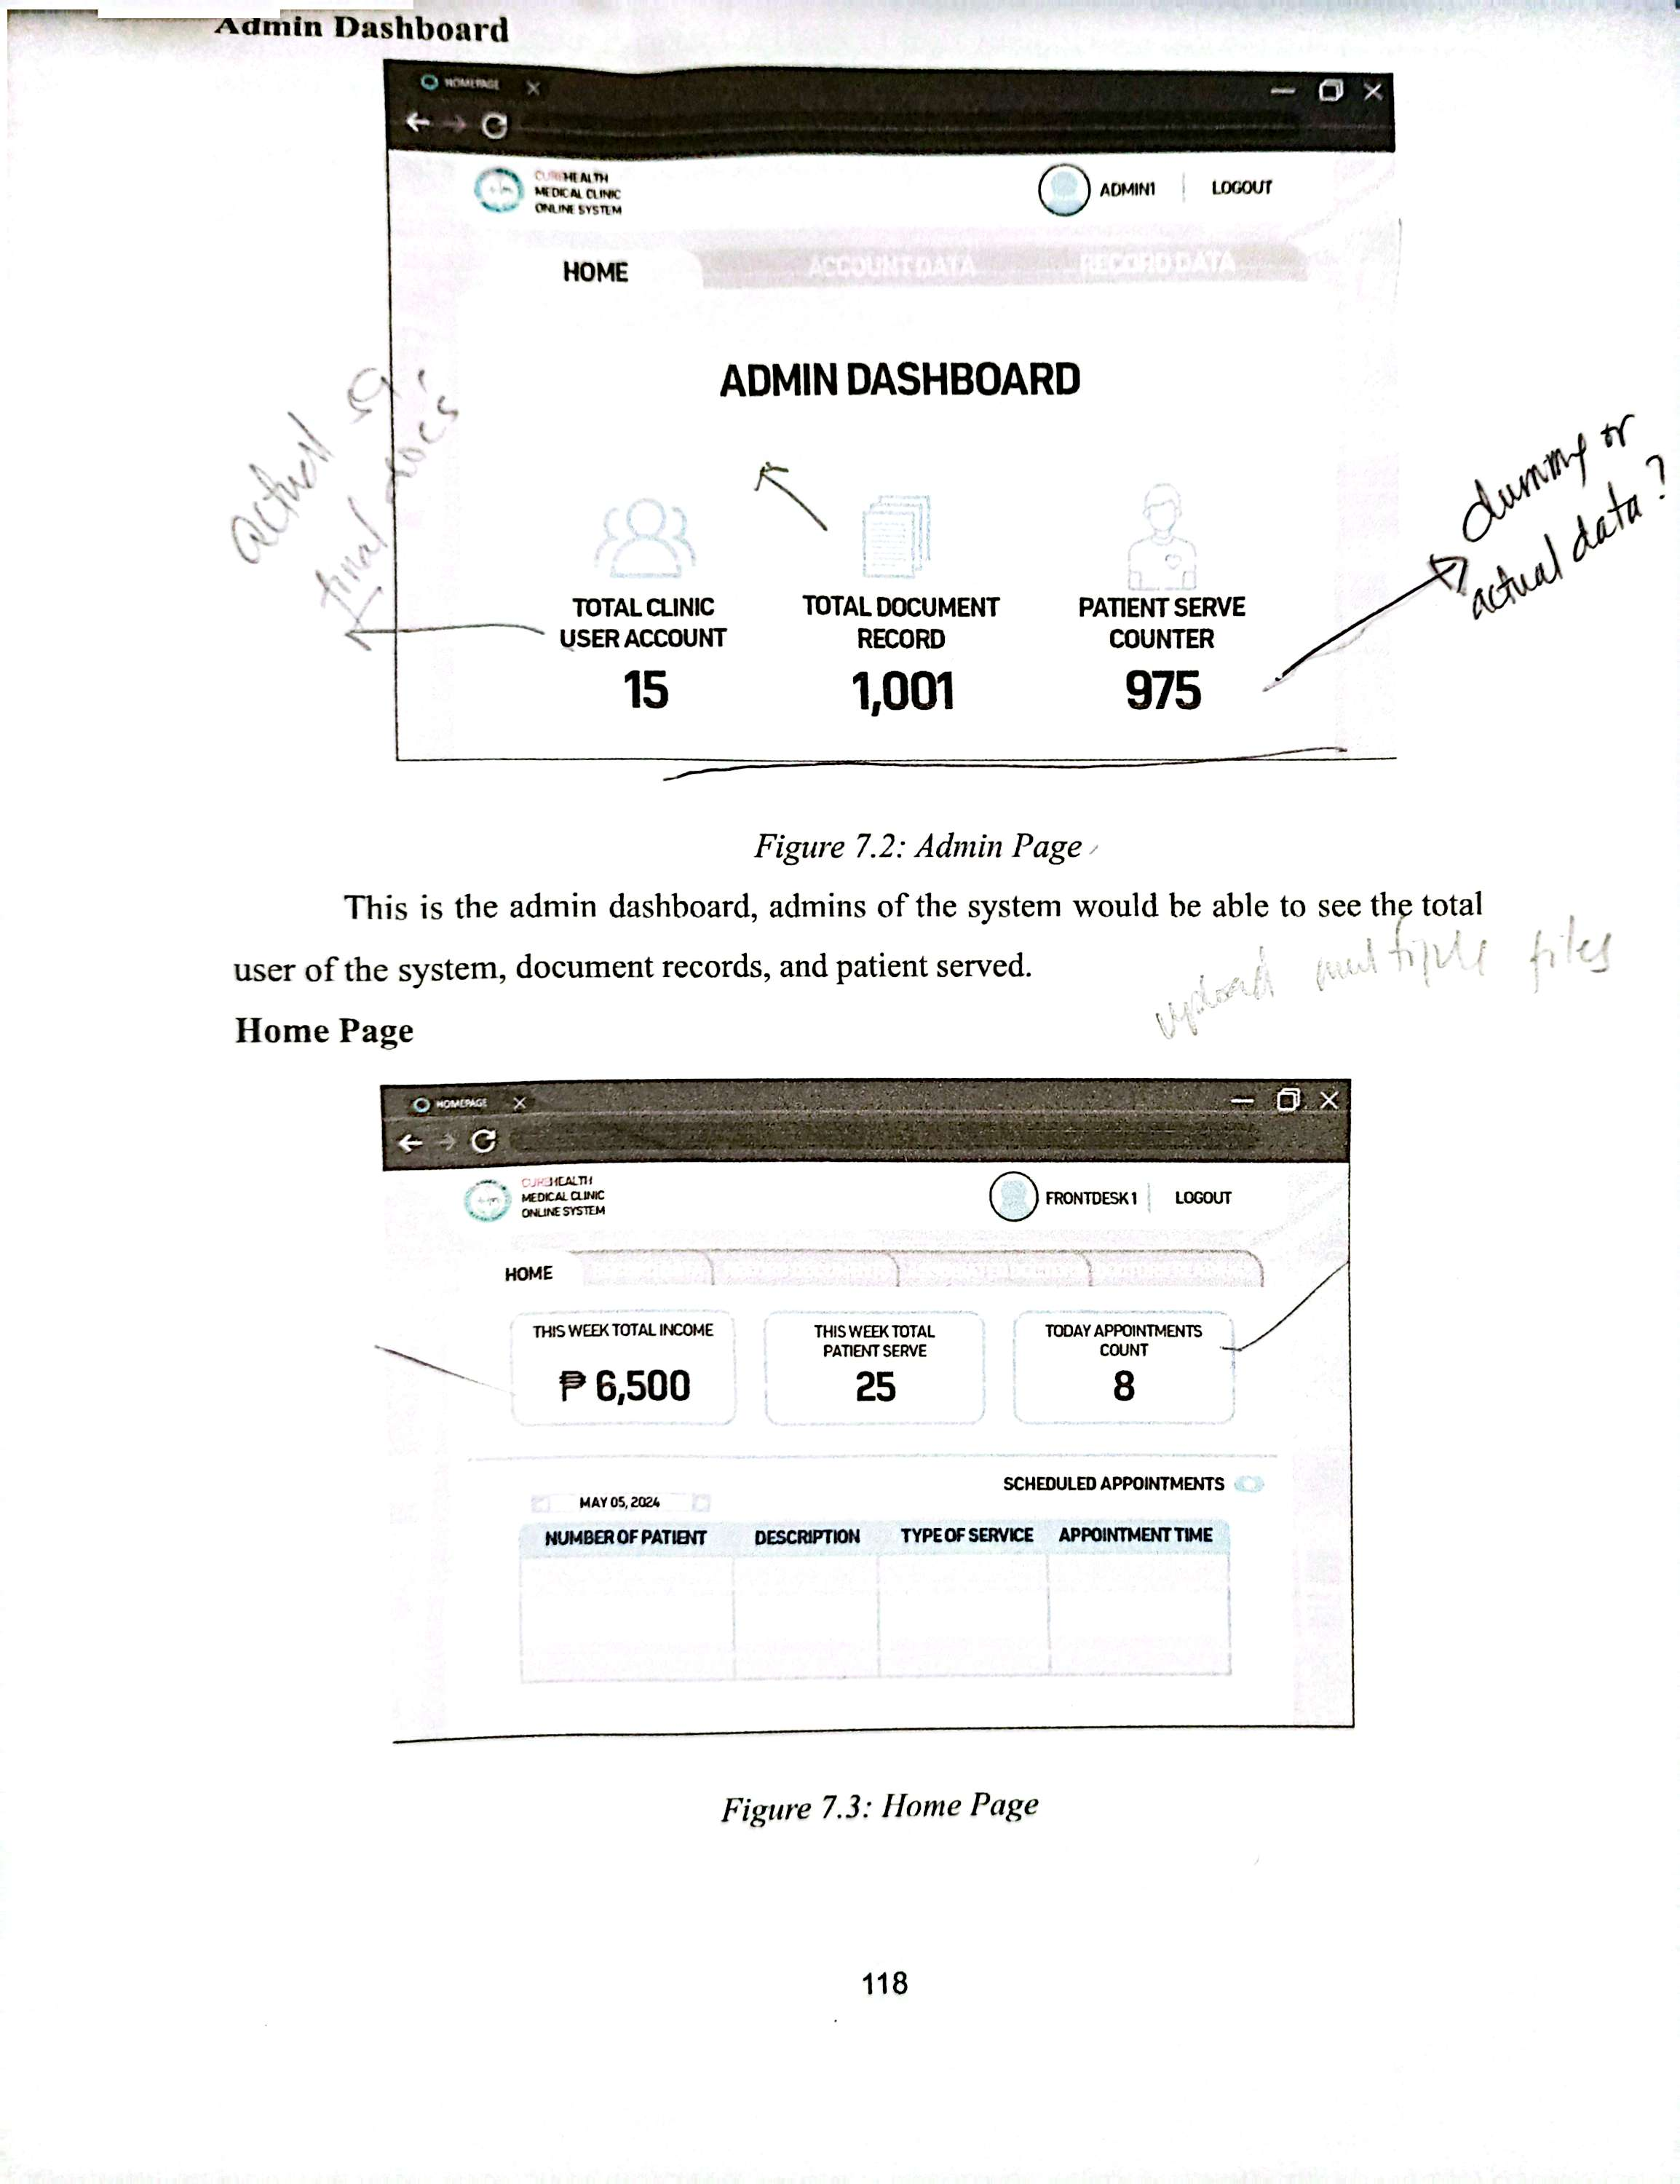 Admin Dashboard
HOMEPAGE
CUREHEALTH
MEDICAL CLINIC
ONLINE SYSTEM
ADMIN1
LOGOUT
HOME
ACCOUNT DATA
RECORD DATA
ADMIN DASHBOARD
actual sa
final docs
dummy or
actual data?
TOTAL CLINIC
USER ACCOUNT
15
TOTAL DOCUMENT
RECORD
1,001
PATIENT SERVE
COUNTER
975
Figure 7.2: Admin Page
This is the admin dashboard, admins of the system would be able to see the total
user of the system, document records, and patient served.
upload multiple files
Home Page
HOMEPAGE
CUREHEALTH
MEDICAL CLINIC
ONLINE SYSTEM
FRONTDESK1
LOGOUT
HOME
THIS WEEK TOTAL INCOME
₱ 6,500
THIS WEEK TOTAL
PATIENT SERVE
25
TODAY APPOINTMENTS
COUNT
8
SCHEDULED APPOINTMENTS
MAY 05, 2024
NUMBER OF PATIENT
DESCRIPTION
TYPE OF SERVICE
APPOINTMENT TIME
Figure 7.3: Home Page
118